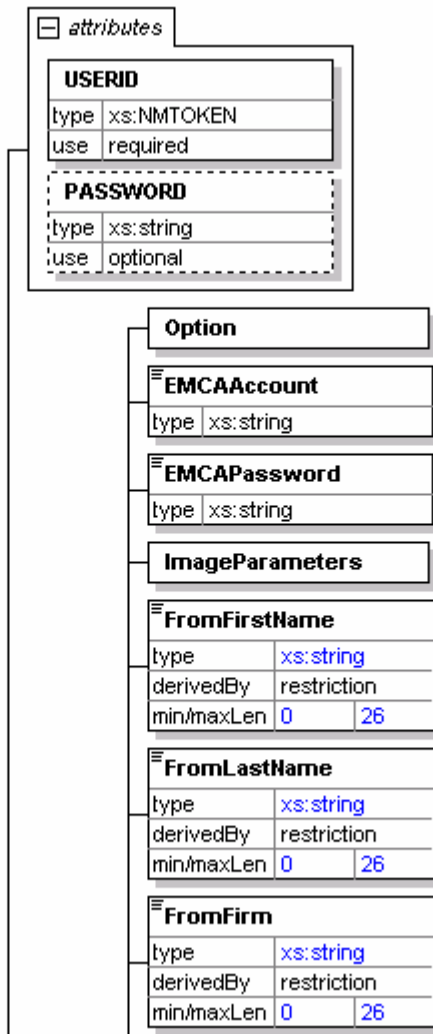 attributes
USERID
type xs:NMTOKEN
use required
PASSWORD
type xs:string
use optional
Option
EMCAAccount
type xs:string
EMCAPassword
type xs:string
ImageParameters
FromFirstName
type xs:string
derivedBy restriction
min/maxLen 0 26
FromLastName
type xs:string
derivedBy restriction
min/maxLen 0 26
FromFirm
type xs:string
derivedBy restriction
min/maxLen 0 26